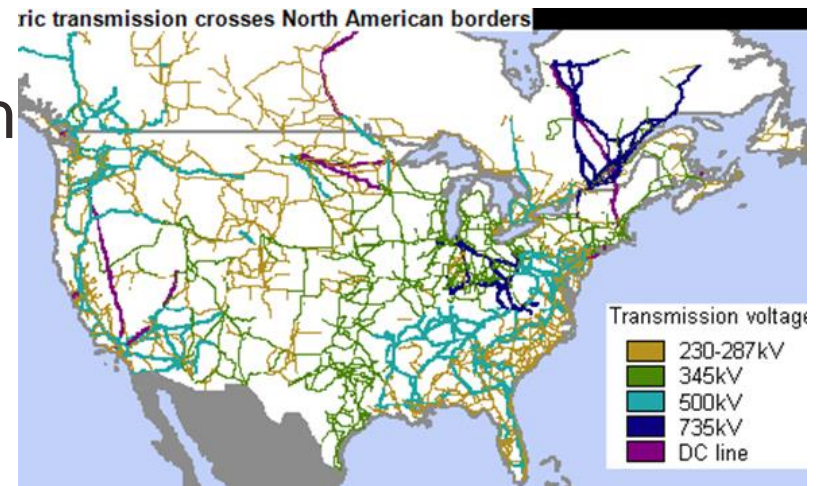 ric transmission crosses North American borders
n
Transmission voltage
230-287kV
345kV
500kV
735kV
DC line